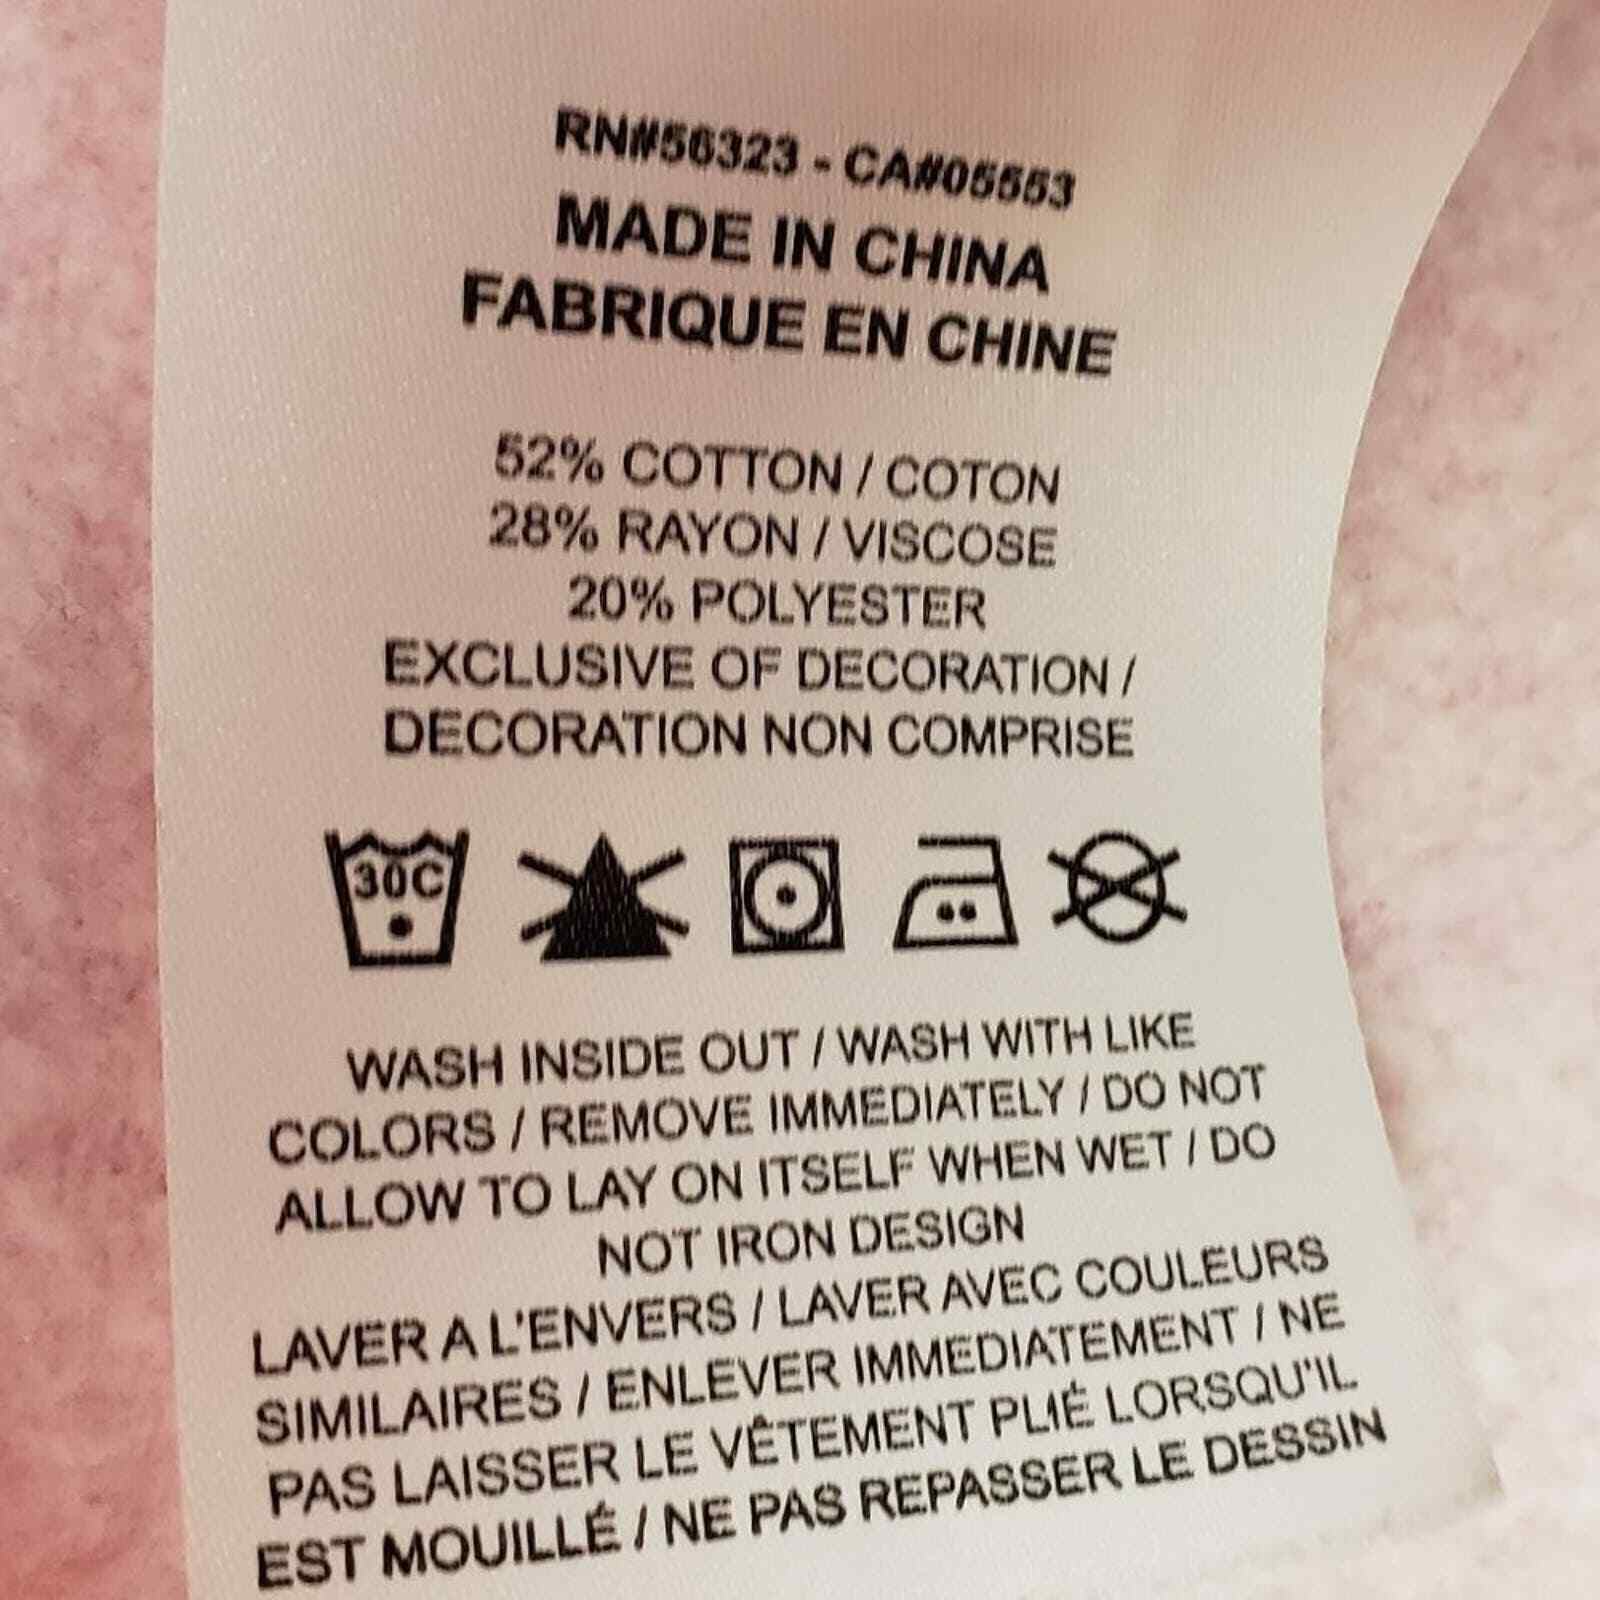 RN#56323 - CA#05553
MADE IN CHINA
FABRIQUE EN CHINE
52% COTTON / COTON
28% RAYON / VISCOSE
20% POLYESTER
EXCLUSIVE OF DECORATION /
DECORATION NON COMPRISE
30C
WASH INSIDE OUT / WASH WITH LIKE
COLORS / REMOVE IMMEDIATELY / DO NOT
ALLOW TO LAY ON ITSELF WHEN WET / DO
NOT IRON DESIGN
LAVER A L'ENVERS / LAVER AVEC COULEURS
SIMILAIRES / ENLEVER IMMEDIATEMENT / NE
PAS LAISSER LE VÊTEMENT PLIÉ LORSQU'IL
EST MOUILLÉ / NE PAS REPASSER LE DESSIN